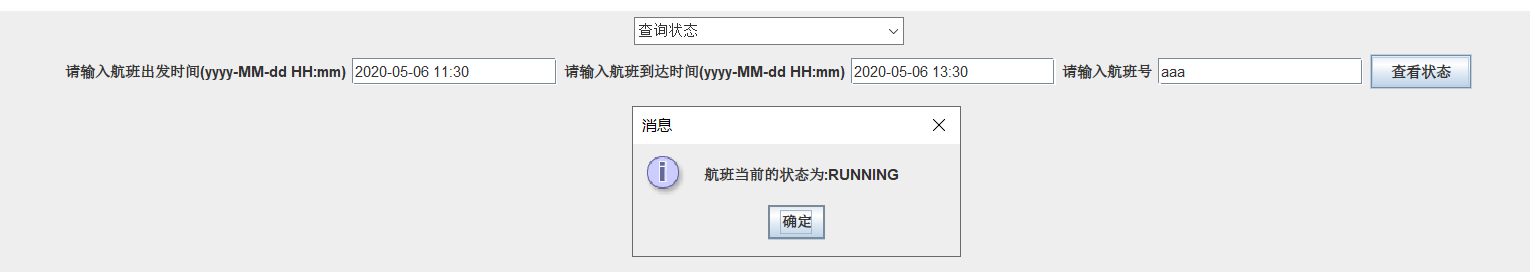 查询状态
请输入航班出发时间(yyyy-MM-dd HH:mm) 2020-05-06 11:30 请输入航班到达时间(yyyy-MM-dd HH:mm) 2020-05-06 13:30 请输入航班号 aaa 查看状态
消息
航班当前的状态为:RUNNING
确定